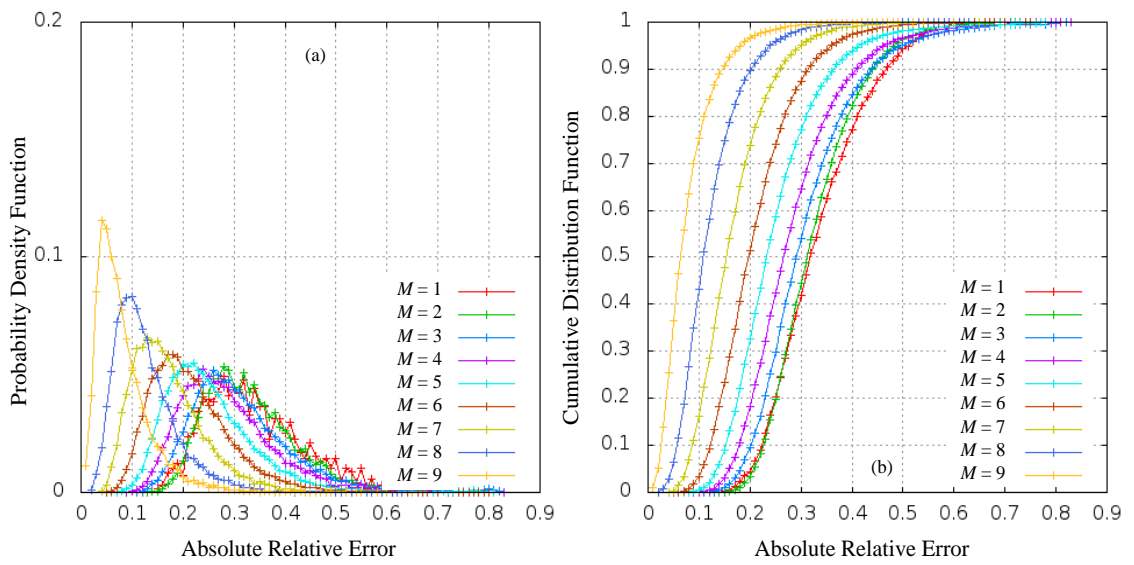 0.2
0.1
0
0 0.1 0.2 0.3 0.4 0.5 0.6 0.7 0.8 0.9
Probability Density Function
Absolute Relative Error
(a)
M = 1
M = 2
M = 3
M = 4
M = 5
M = 6
M = 7
M = 8
M = 9
1
0.9
0.8
0.7
0.6
0.5
0.4
0.3
0.2
0.1
0
0 0.1 0.2 0.3 0.4 0.5 0.6 0.7 0.8 0.9
Cumulative Distribution Function
Absolute Relative Error
M = 1
M = 2
M = 3
M = 4
M = 5
M = 6
M = 7
M = 8
M = 9
(b)